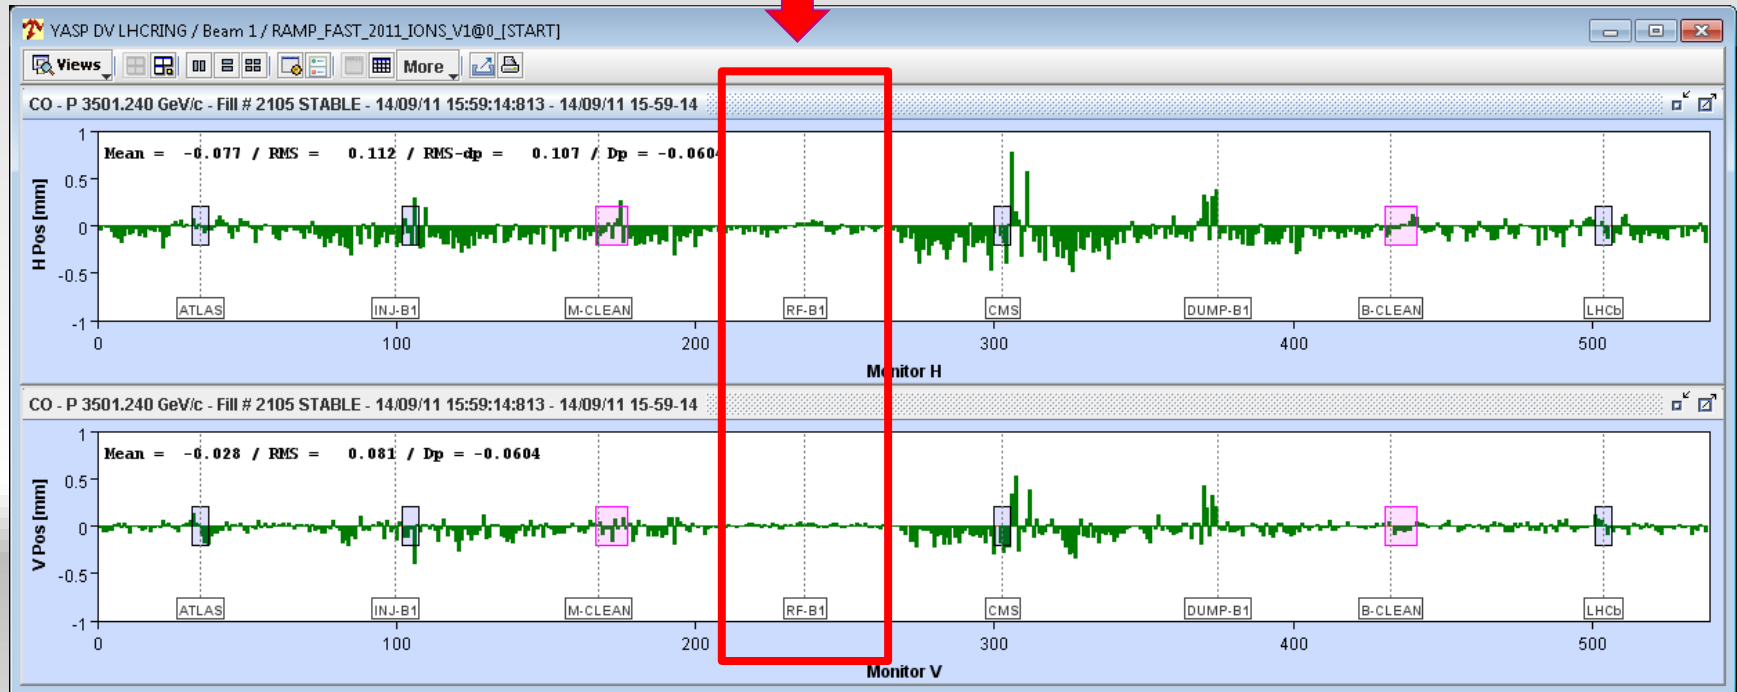 YASP DV LHCRING / Beam 1 / RAMP_FAST_2011_IONS_V1@0_[START]
Views More
CO - P 3501.240 GeV/c - Fill # 2105 STABLE - 14/09/11 15:59:14:813 - 14/09/11 15-59-14
Mean = -0.077 / RMS = 0.112 / RMS-dp = 0.107 / Dp = -0.0604
H Pos [mm]
1
0.5
0
-0.5
-1
ATLAS INJ-B1 M-CLEAN RF-B1 CMS DUMP-B1 B-CLEAN LHCb
0 100 200 300 400 500
Monitor H
CO - P 3501.240 GeV/c - Fill # 2105 STABLE - 14/09/11 15:59:14:813 - 14/09/11 15-59-14
Mean = -0.028 / RMS = 0.081 / Dp = -0.0604
V Pos [mm]
1
0.5
0
-0.5
-1
ATLAS INJ-B1 M-CLEAN RF-B1 CMS DUMP-B1 B-CLEAN LHCb
0 100 200 300 400 500
Monitor V